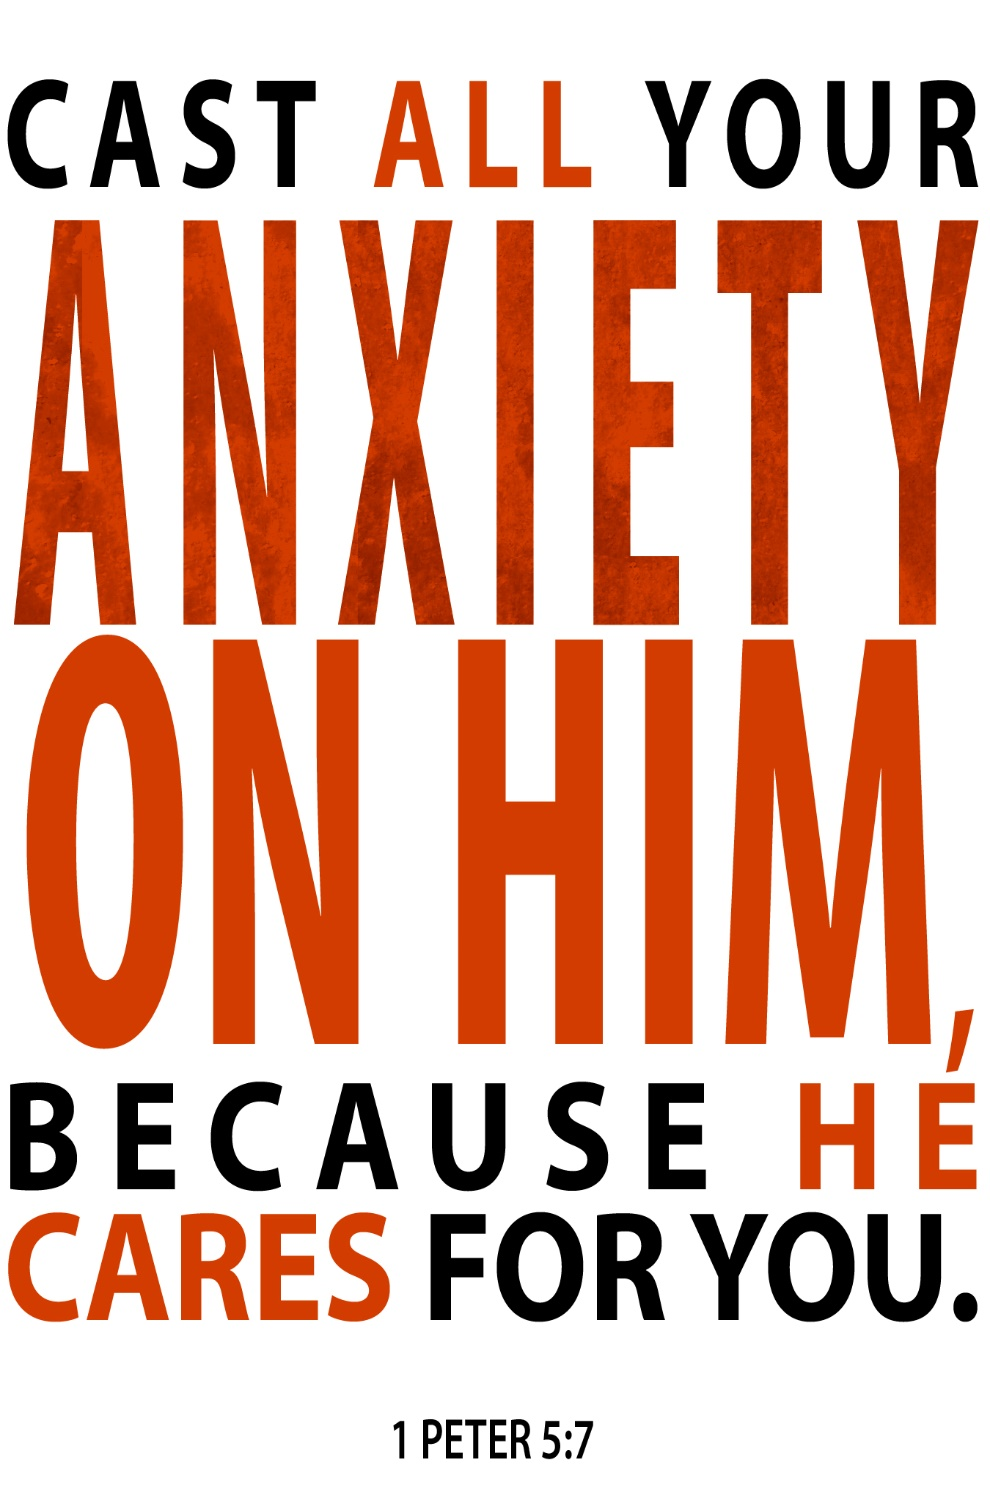 CAST ALL YOUR
ANXIETY
ON HIM,
BECAUSE HE
CARES FOR YOU.
1 PETER 5:7